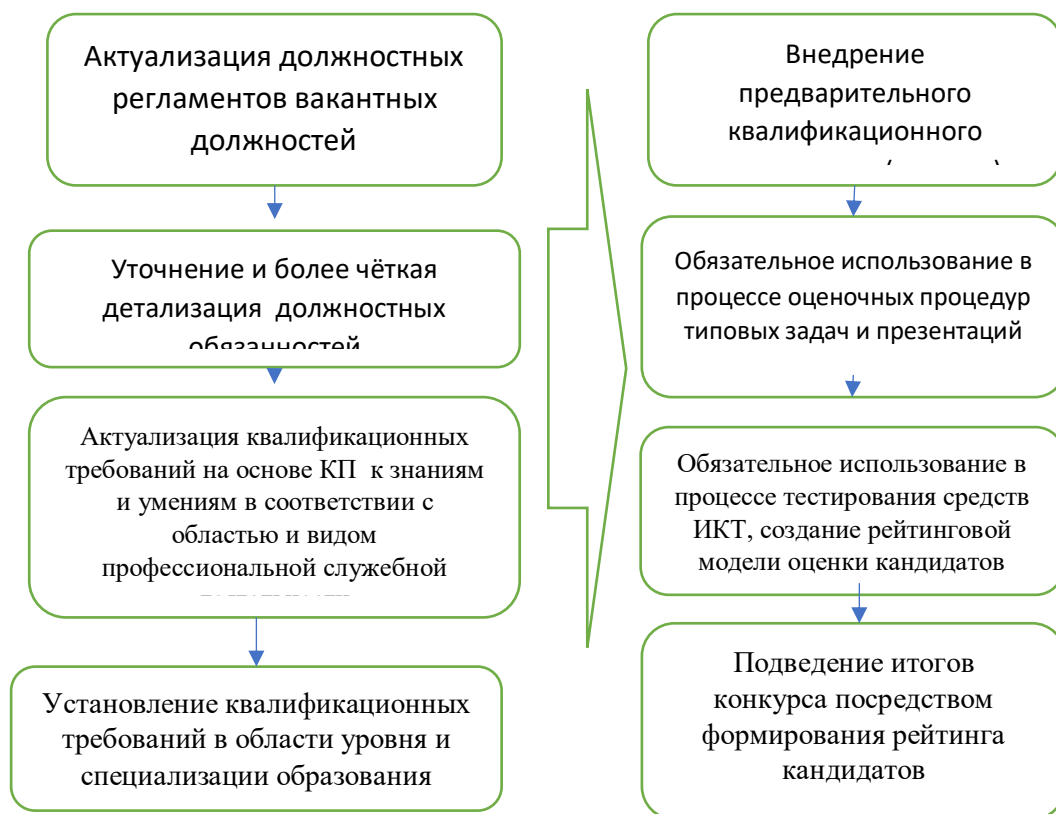 Актуализация должностных
регламентов вакантных
должностей
Уточнение и более чёткая
детализация должностных
обязанностей
Актуализация квалификационных
требований на основе КП к знаниям
и умениям в соответствии с
областью и видом
профессиональной служебной
Установление квалификационных
требований в области уровня и
специализации образования
Внедрение
предварительного
квалификационного
Обязательное использование в
процессе оценочных процедур
типовых задач и презентаций
Обязательное использование в
процессе тестирования средств
ИКТ, создание рейтинговой
модели оценки кандидатов
Подведение итогов
конкурса посредством
формирования рейтинга
кандидатов